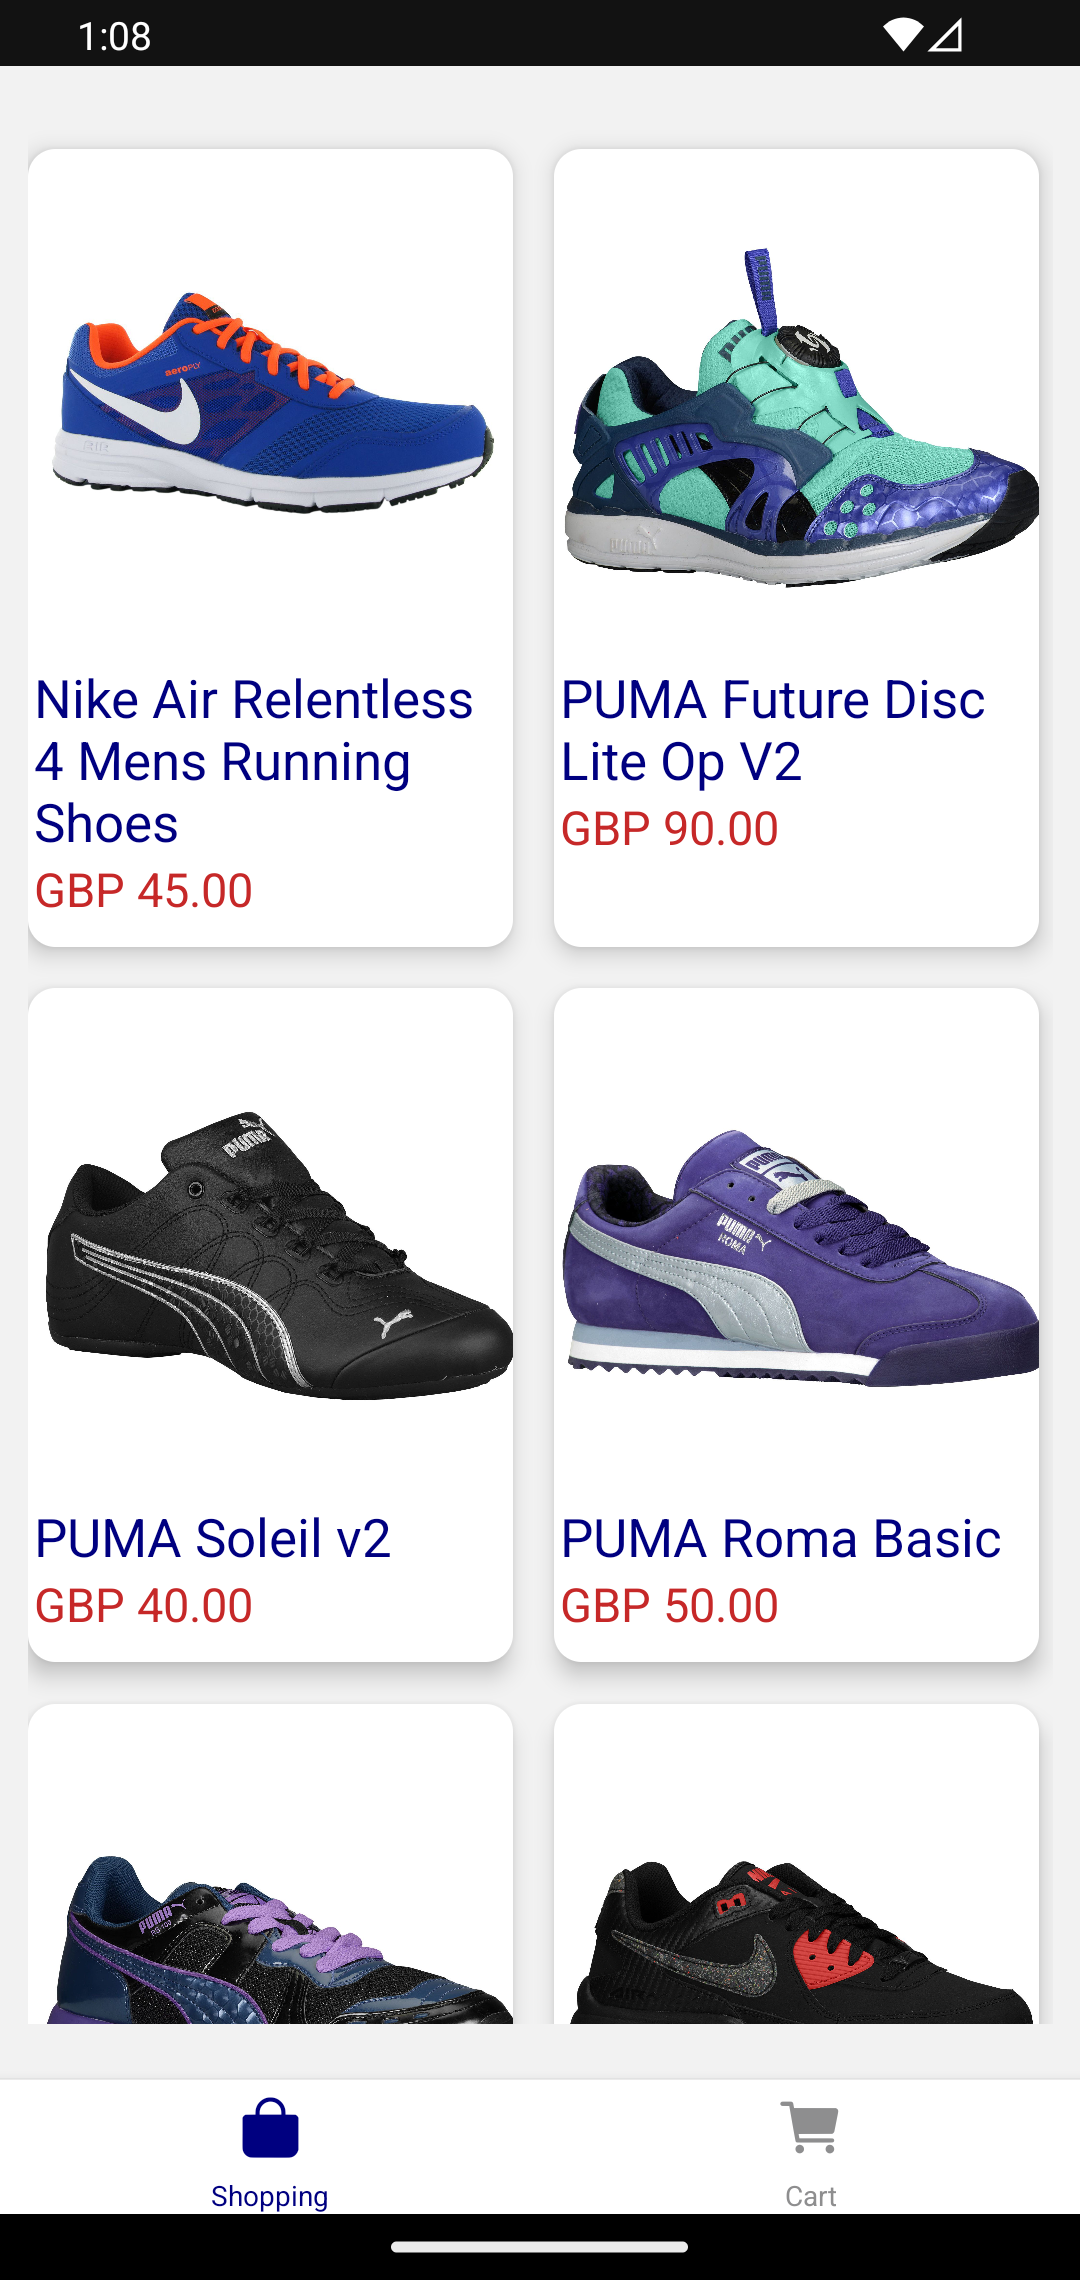 1:08
Nike Air Relentless
4 Mens Running
Shoes
GBP 45.00
PUMA Future Disc
Lite Op V2
GBP 90.00
PUMA Soleil v2
GBP 40.00
PUMA Roma Basic
GBP 50.00
Shopping
Cart